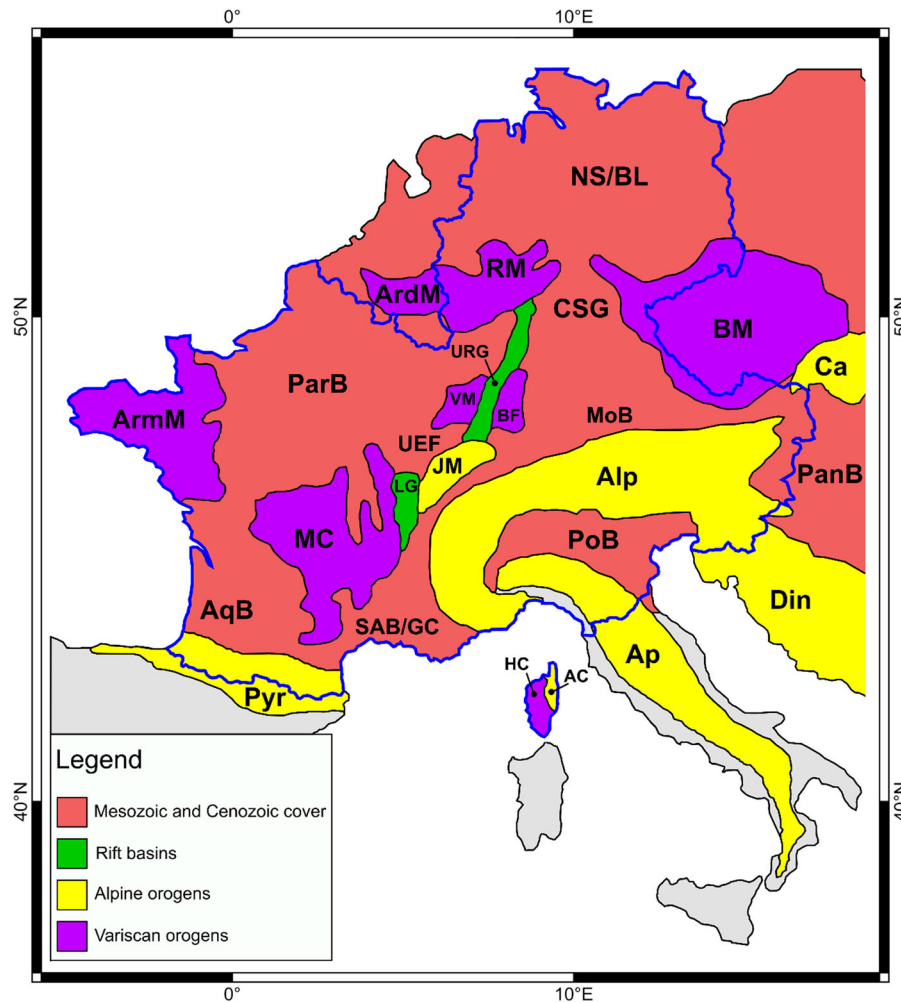 0°
10°E
NS/BL
RM
ArdM
CSG
50°N
50°N
BM
URG
Ca
ParB
VM
BF
ArmM
MoB
UEF
JM
PanB
LG
Alp
MC
PoB
Din
AqB
SAB/GC
Ap
HC
AC
Pyr
Legend
Mesozoic and Cenozoic cover
Rift basins
Alpine orogens
Variscan orogens
40°N
40°N
0°
10°E